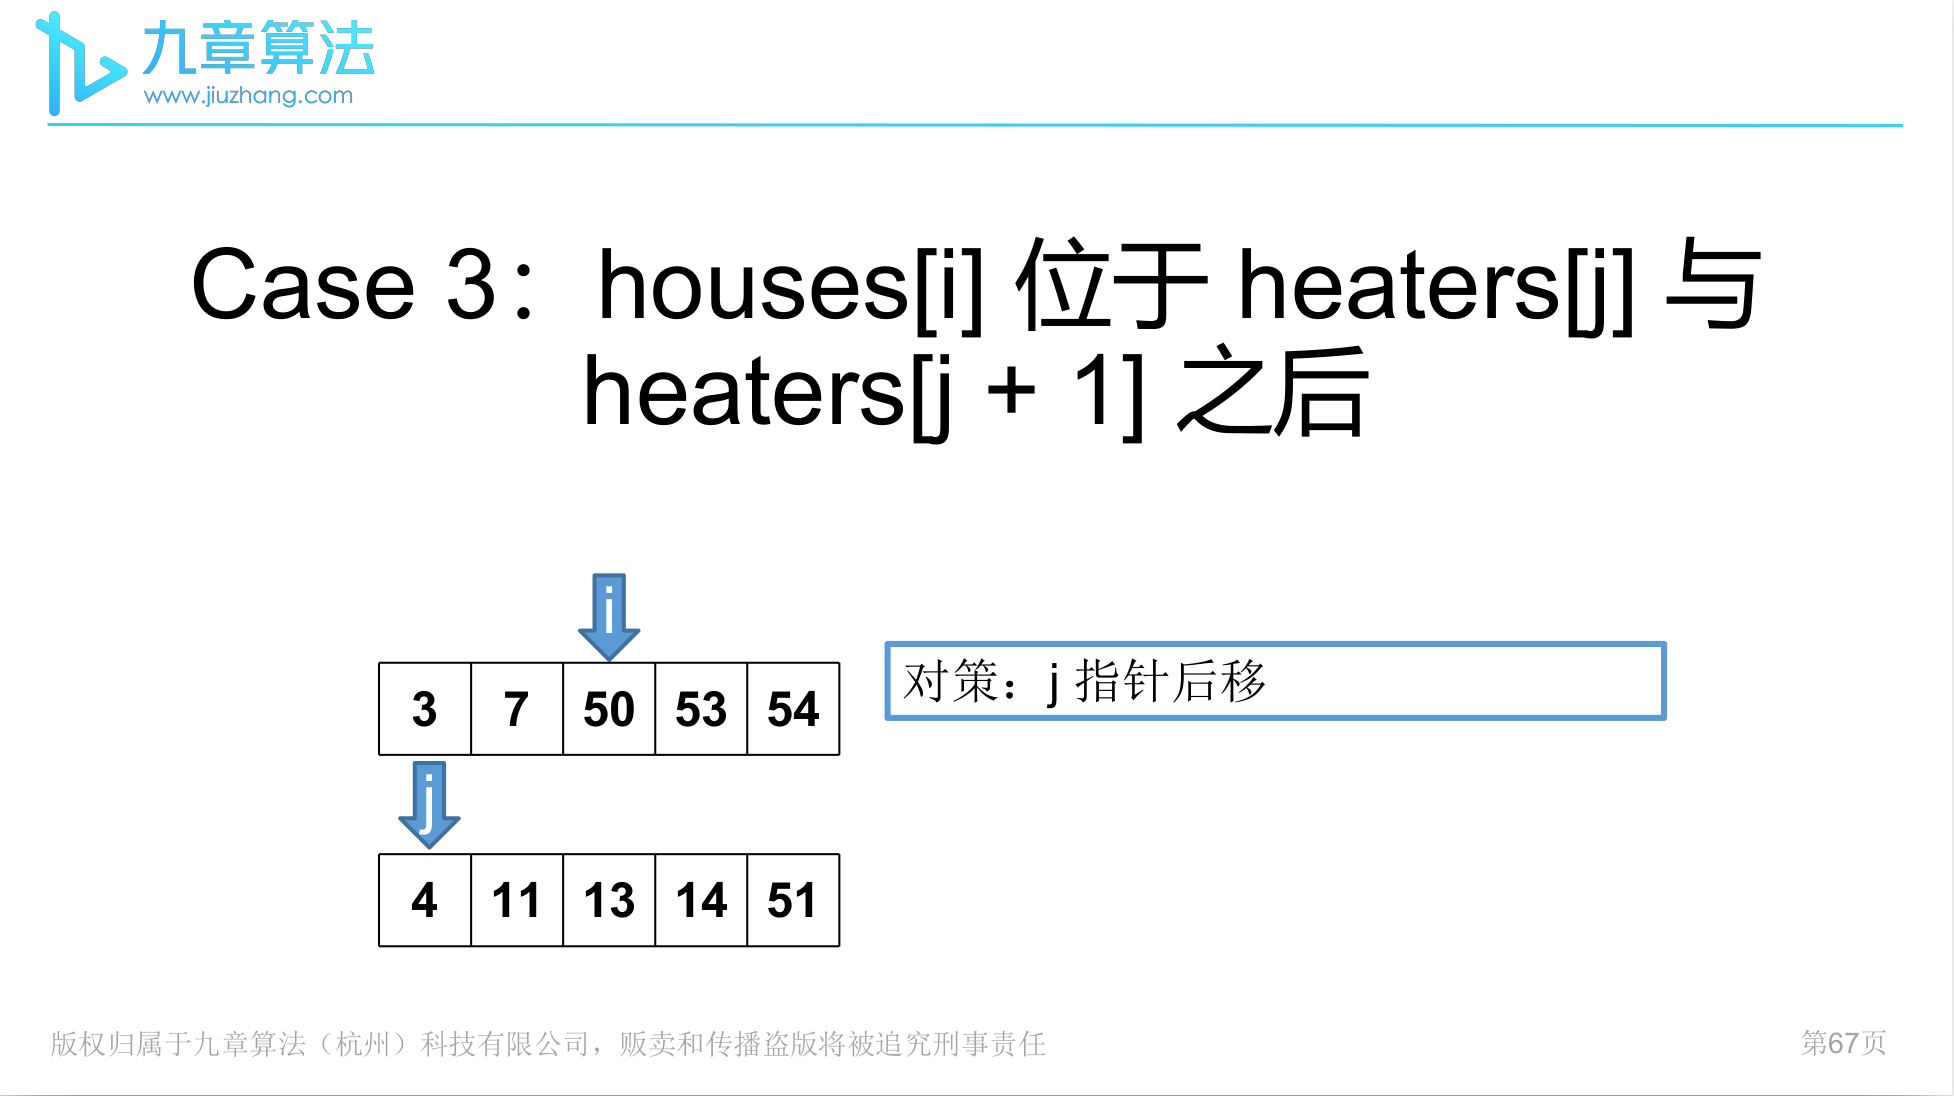 九章算法
www.jiuzhang.com
Case 3：houses[i] 位于 heaters[j] 与
heaters[j + 1] 之后
i
3 7 50 53 54
对策：j 指针后移
j
4 11 13 14 51
版权归属于九章算法（杭州）科技有限公司，贩卖和传播盗版将被追究刑事责任
第67页